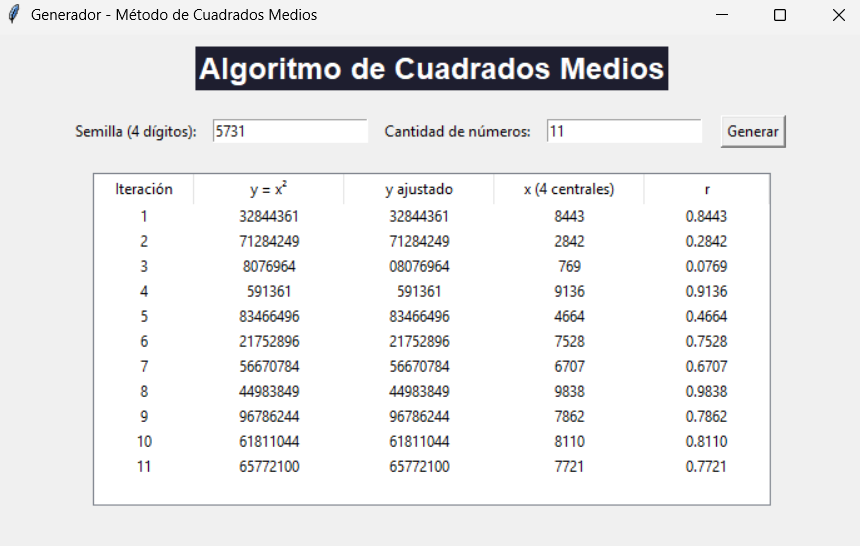 Generador - Método de Cuadrados Medios
Algoritmo de Cuadrados Medios
Semilla (4 dígitos): 5731 Cantidad de números: 11 Generar
Iteración y = x² y ajustado x (4 centrales) r
1 32844361 32844361 8443 0.8443
2 71284249 71284249 2842 0.2842
3 8076964 08076964 769 0.0769
4 591361 591361 9136 0.9136
5 83466496 83466496 4664 0.4664
6 21752896 21752896 7528 0.7528
7 56670784 56670784 6707 0.6707
8 44983849 44983849 9838 0.9838
9 96786244 96786244 7862 0.7862
10 61811044 61811044 8110 0.8110
11 65772100 65772100 7721 0.7721